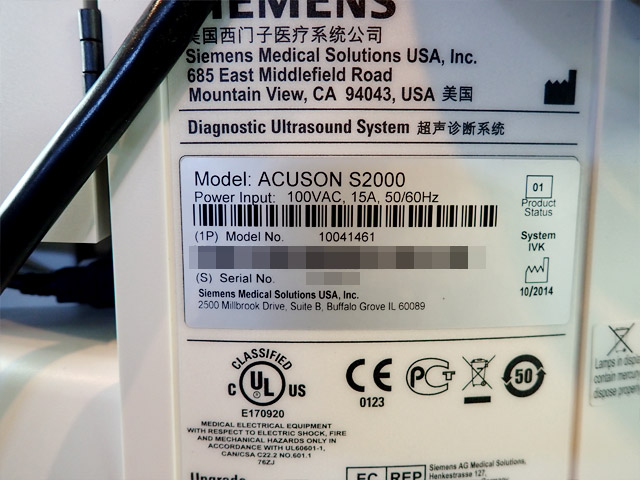 SIEMENS
美国西门子医疗系统公司
Siemens Medical Solutions USA, Inc.
685 East Middlefield Road
Mountain View, CA 94043, USA 美国
Diagnostic Ultrasound System 超声诊断系统
Model: ACUSON S2000
Power Input: 100VAC, 15A, 50/60Hz
(1P) Model No. 10041461
(S) Serial No.
Siemens Medical Solutions USA, Inc.
2500 Millbrook Drive, Suite B, Buffalo Grove IL 60089
01
Product
Status
System
IVK
10/2014
CLASSIFIED
C UL US
E170920
MEDICAL ELECTRICAL EQUIPMENT
WITH RESPECT TO ELECTRIC SHOCK, FIRE
AND MECHANICAL HAZARDS ONLY IN
ACCORDANCE WITH UL60601-1,
CAN/CSA C22.2 NO.601.1
76ZJ
CE
0123
50
Lamps in
contain mercury
dispose properly
Upgrade
EC REP
Siemens AG Medical Solutions,
Henkestrasse 127,